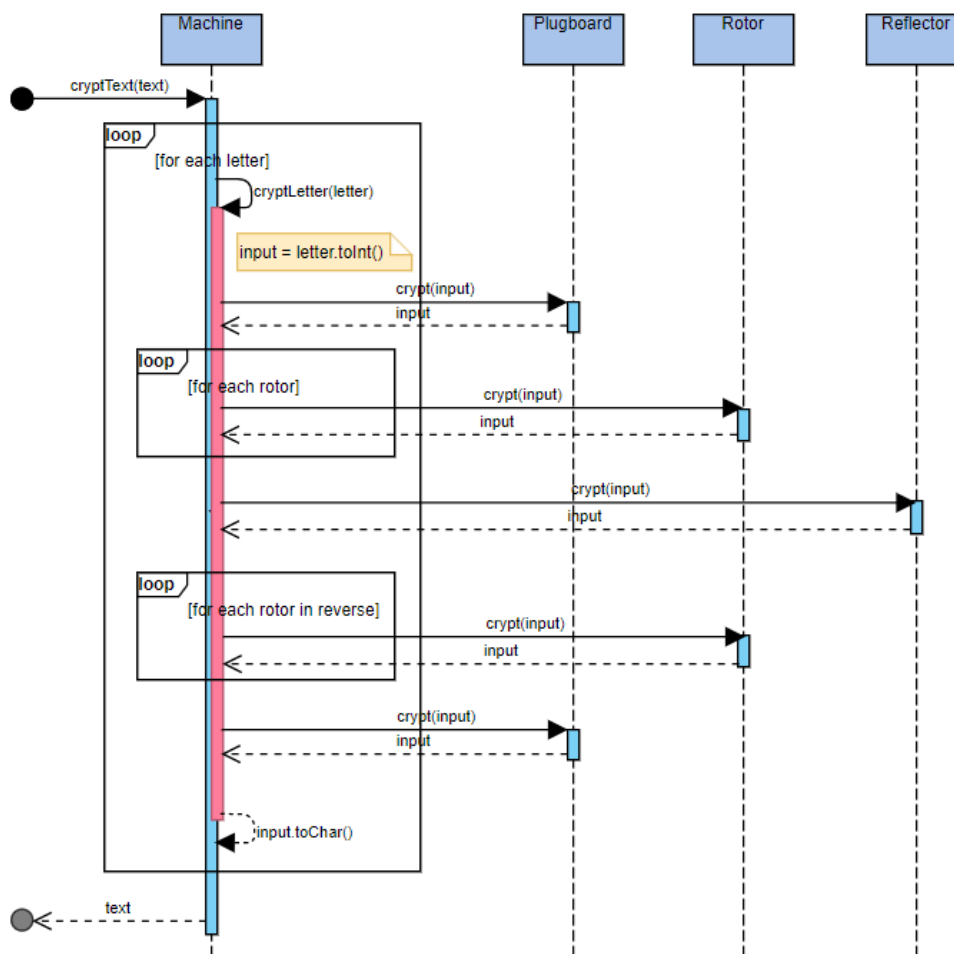 Machine
Plugboard
Rotor
Reflector
cryptText(text)
loop
[for each letter]
cryptLetter(letter)
input = letter.toInt()
crypt(input)
input
loop
[for each rotor]
crypt(input)
input
crypt(input)
input
loop
[for each rotor in reverse]
crypt(input)
input
crypt(input)
input
input.toChar()
text